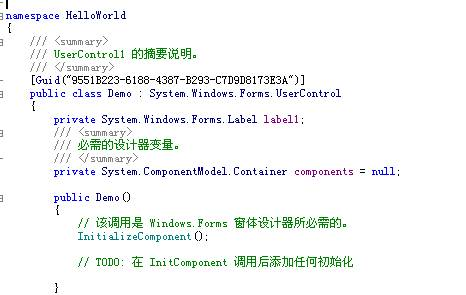 namespace HelloWorld
{
/// <summary>
/// UserControl1 的摘要说明。
/// </summary>
[Guid("9551B223-6188-4387-B293-C7D9D8173E3A")]
public class Demo : System.Windows.Forms.UserControl
{
private System.Windows.Forms.Label label1;
/// <summary>
/// 必需的设计器变量。
/// </summary>
private System.ComponentModel.Container components = null;
public Demo()
{
// 该调用是 Windows.Forms 窗体设计器所必需的。
InitializeComponent();
// TODO: 在 InitComponent 调用后添加任何初始化
}